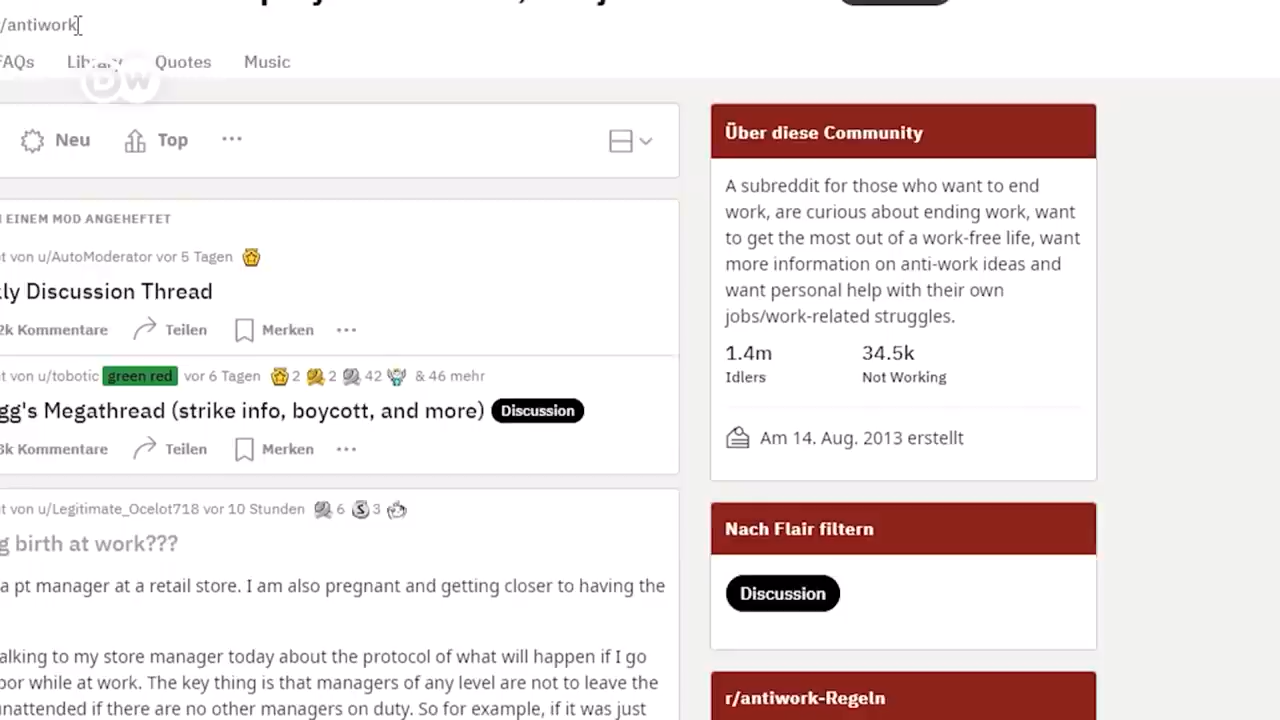 /antiwork
FAQs Library Quotes Music
DW
Neu Top ...
EINEM MOD ANGEHEFTET
von u/AutoModerator vor 5 Tagen
ly Discussion Thread
2k Kommentare Teilen Merken ...
von u/tobotic green red vor 6 Tagen 2 2 42 & 46 mehr
gg's Megathread (strike info, boycott, and more) Discussion
3k Kommentare Teilen Merken ...
von u/Legitimate_Ocelot718 vor 10 Stunden 6 3
g birth at work???
a pt manager at a retail store. I am also pregnant and getting closer to having the
alking to my store manager today about the protocol of what will happen if I go
bor while at work. The key thing is that managers of any level are not to leave the
unattended if there are no other managers on duty. So for example, if it was just
Über diese Community
A subreddit for those who want to end
work, are curious about ending work, want
to get the most out of a work-free life, want
more information on anti-work ideas and
want personal help with their own
jobs/work-related struggles.
1.4m 34.5k
Idlers Not Working
Am 14. Aug. 2013 erstellt
Nach Flair filtern
Discussion
r/antiwork-Regeln